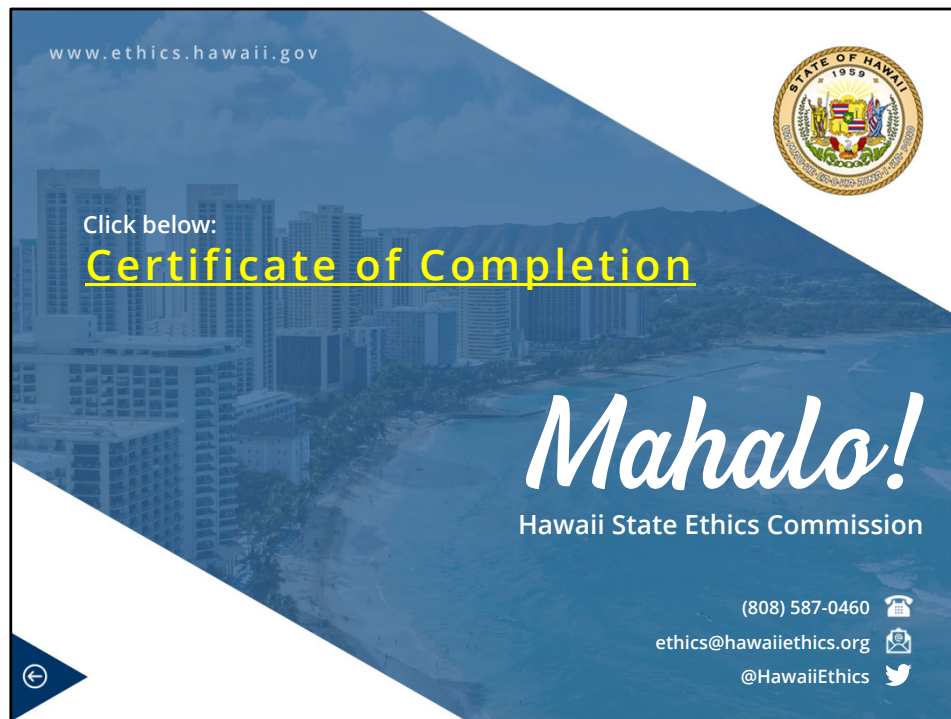 www.ethics.hawaii.gov
STATE OF HAWAII
1959
Click below:
Certificate of Completion
Mahalo!
Hawaii State Ethics Commission
(808) 587-0460
ethics@hawaiiethics.org
@HawaiiEthics